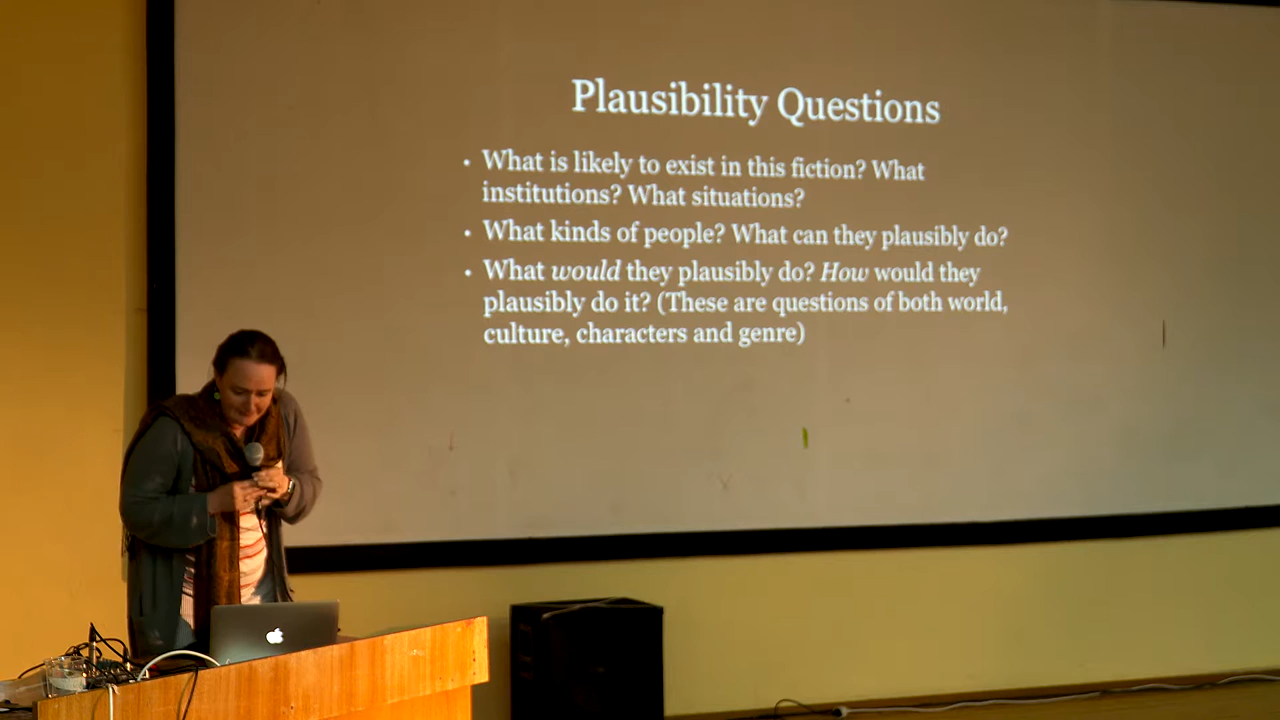 Plausibility Questions
• What is likely to exist in this fiction? What
institutions? What situations?
• What kinds of people? What can they plausibly do?
• What would they plausibly do? How would they
plausibly do it? (These are questions of both world,
culture, characters and genre)